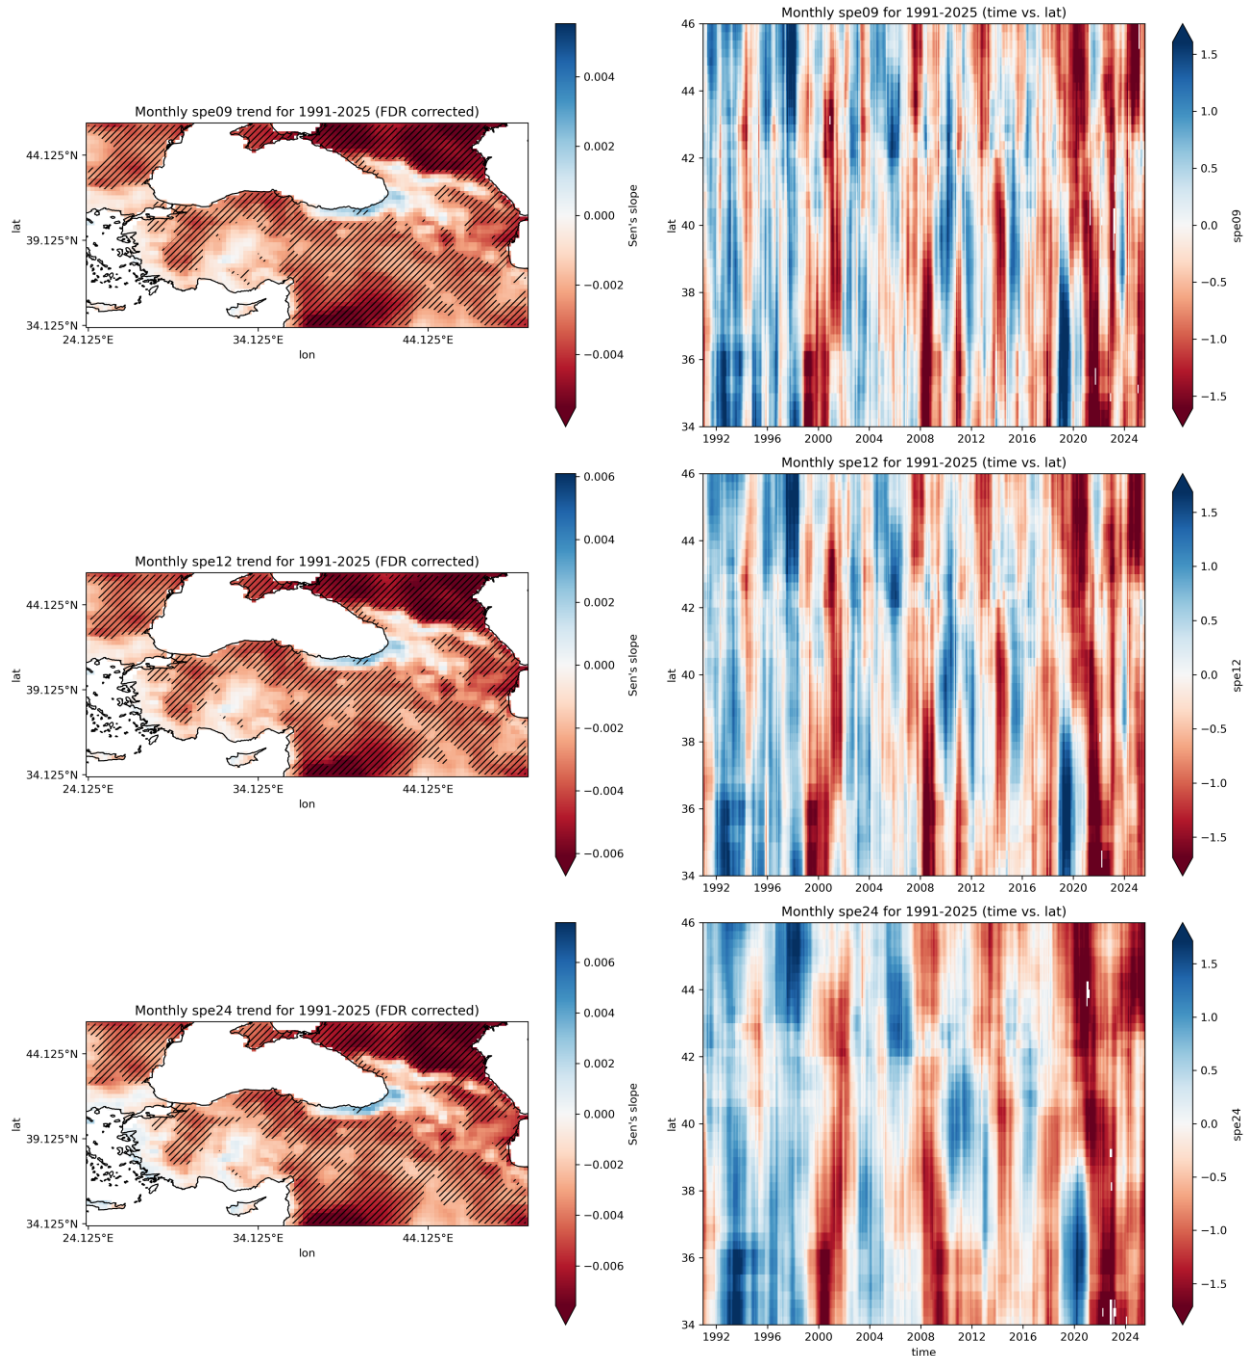 Monthly spe09 trend for 1991-2025 (FDR corrected)
44.125°N
39.125°N
34.125°N
lat
24.125°E
34.125°E
44.125°E
lon
0.004
0.002
0.000
−0.002
−0.004
Sen's slope
Monthly spe09 for 1991-2025 (time vs. lat)
46
44
42
40
38
36
34
lat
1992
1996
2000
2004
2008
2012
2016
2020
2024
1.5
1.0
0.5
0.0
−0.5
−1.0
−1.5
spe09
Monthly spe12 trend for 1991-2025 (FDR corrected)
44.125°N
39.125°N
34.125°N
lat
24.125°E
34.125°E
44.125°E
lon
0.006
0.004
0.002
0.000
−0.002
−0.004
−0.006
Sen's slope
Monthly spe12 for 1991-2025 (time vs. lat)
46
44
42
40
38
36
34
lat
1992
1996
2000
2004
2008
2012
2016
2020
2024
1.5
1.0
0.5
0.0
−0.5
−1.0
−1.5
spe12
Monthly spe24 trend for 1991-2025 (FDR corrected)
44.125°N
39.125°N
34.125°N
lat
24.125°E
34.125°E
44.125°E
lon
0.006
0.004
0.002
0.000
−0.002
−0.004
−0.006
Sen's slope
Monthly spe24 for 1991-2025 (time vs. lat)
46
44
42
40
38
36
34
lat
1992
1996
2000
2004
2008
2012
2016
2020
2024
time
1.5
1.0
0.5
0.0
−0.5
−1.0
−1.5
spe24